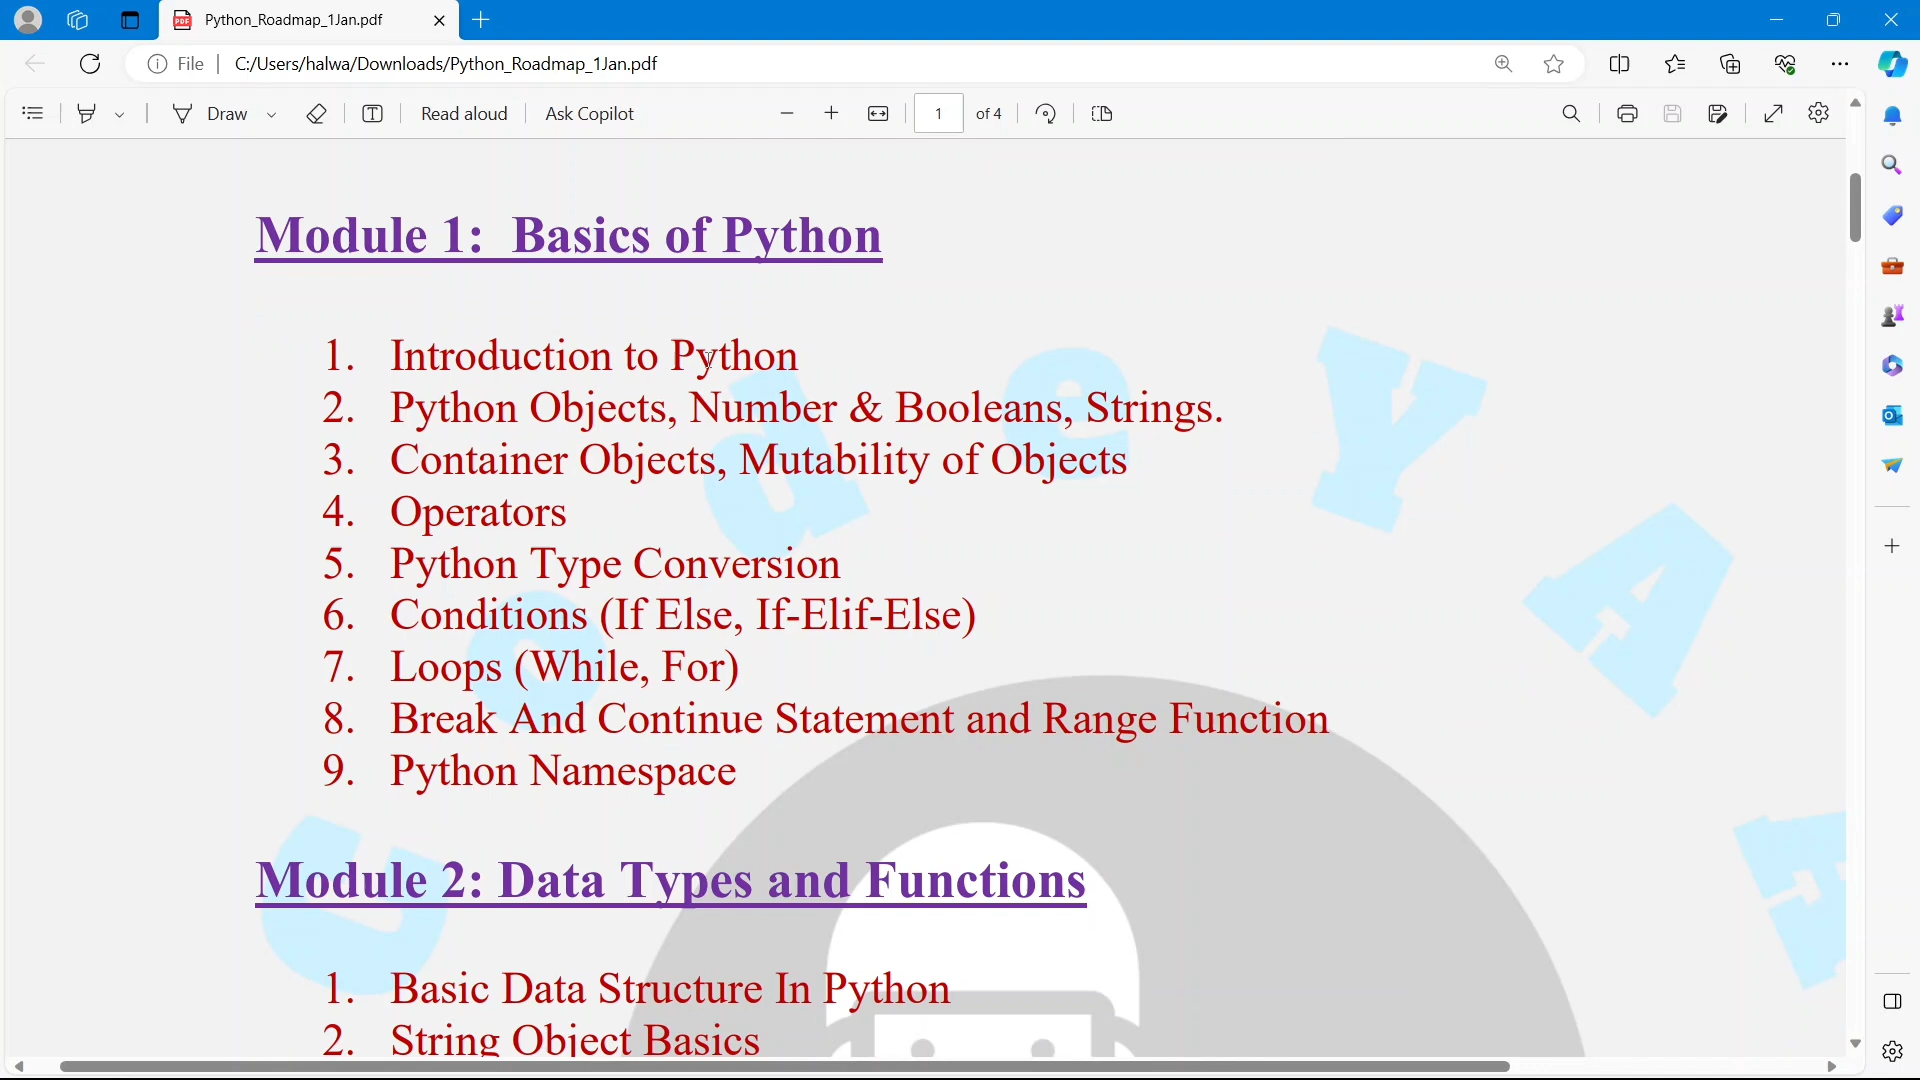 Python_Roadmap_1Jan.pdf
File
C:/Users/halwa/Downloads/Python_Roadmap_1Jan.pdf
Draw
Read aloud
Ask Copilot
1
of 4
Module 1:  Basics of Python
1. Introduction to Python
2. Python Objects, Number & Booleans, Strings.
3. Container Objects, Mutability of Objects
4. Operators
5. Python Type Conversion
6. Conditions (If Else, If-Elif-Else)
7. Loops (While, For)
8. Break And Continue Statement and Range Function
9. Python Namespace
Module 2: Data Types and Functions
1. Basic Data Structure In Python
2. String Object Basics